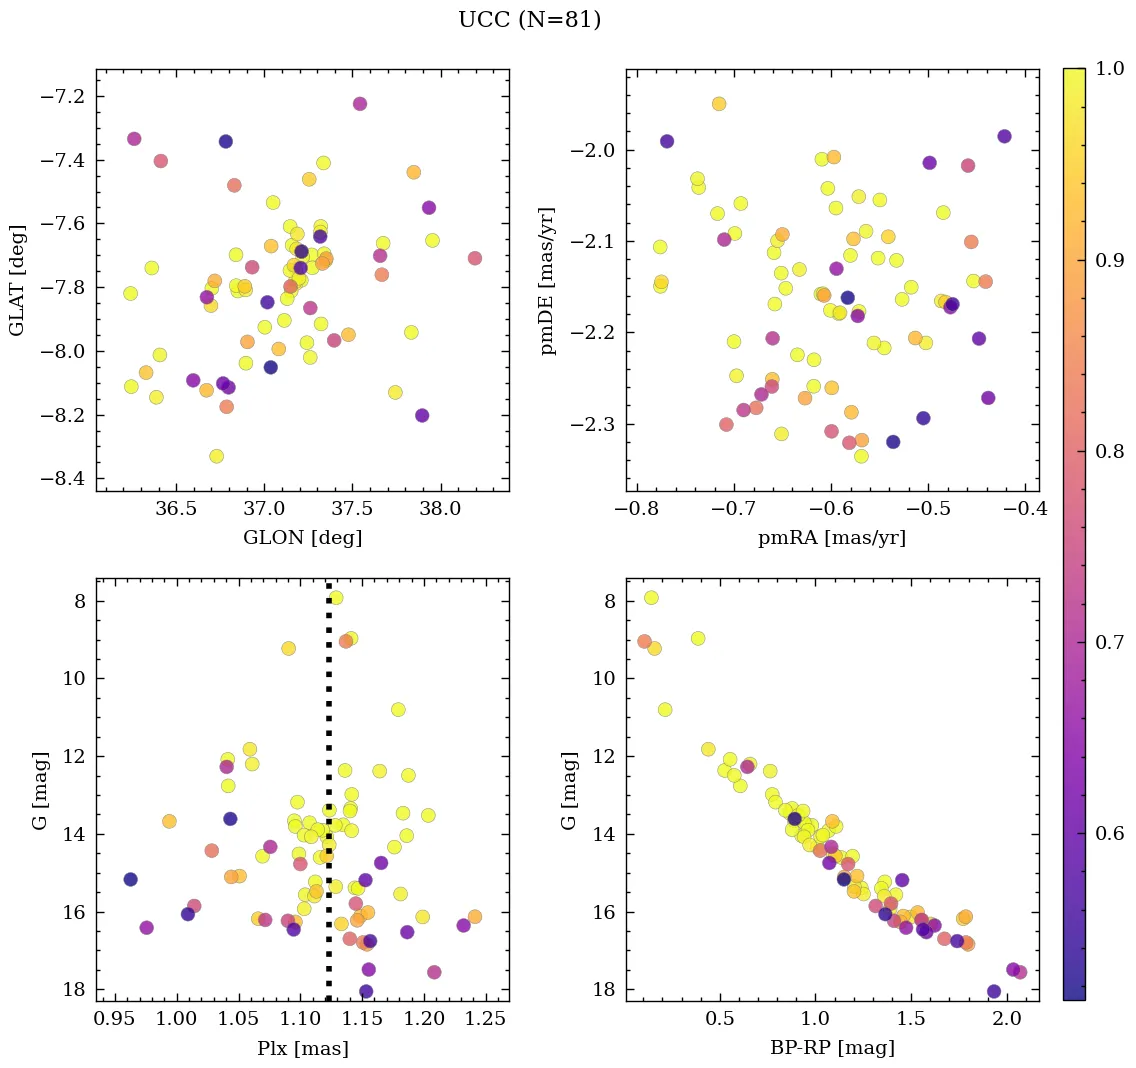 UCC (N=81)
−7.2
−7.4
−7.6
−7.8
−8.0
−8.2
−8.4
GLAT [deg]
36.5 37.0 37.5 38.0
GLON [deg]
−2.0
−2.1
−2.2
−2.3
pmDE [mas/yr]
−0.8 −0.7 −0.6 −0.5 −0.4
pmRA [mas/yr]
1.0
0.9
0.8
0.7
0.6
8
10
12
14
16
18
G [mag]
0.95 1.00 1.05 1.10 1.15 1.20 1.25
Plx [mas]
8
10
12
14
16
18
G [mag]
0.5 1.0 1.5 2.0
BP-RP [mag]